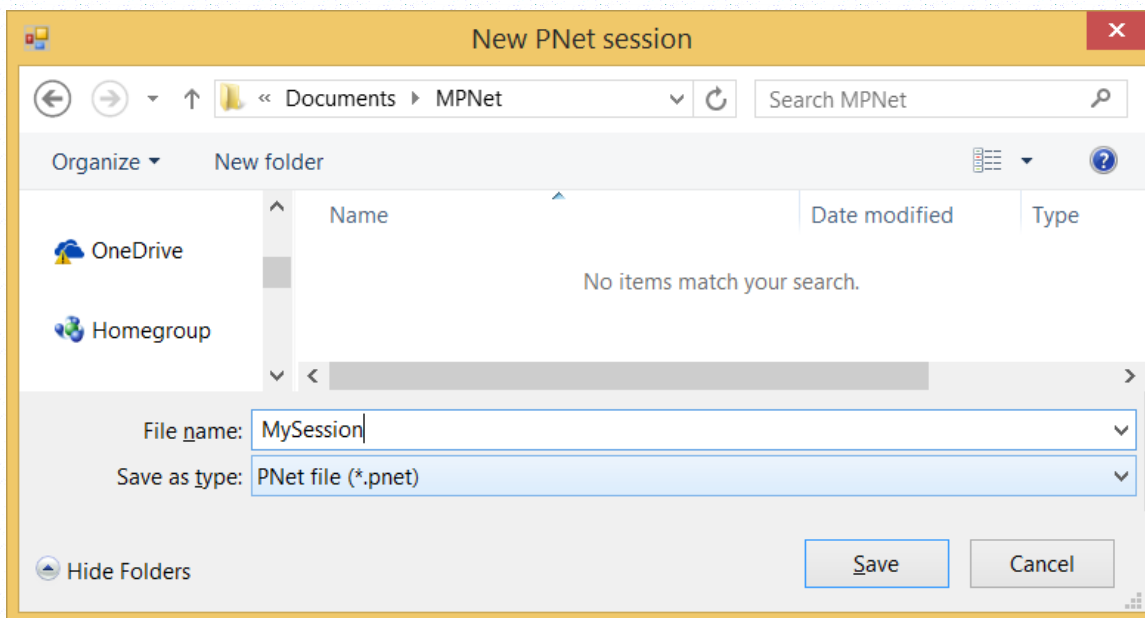 New PNet session
« Documents MPNet Search MPNet
Organize New folder
Name Date modified Type
OneDrive
No items match your search.
Homegroup
File name: MySession
Save as type: PNet file (*.pnet)
Hide Folders Save Cancel